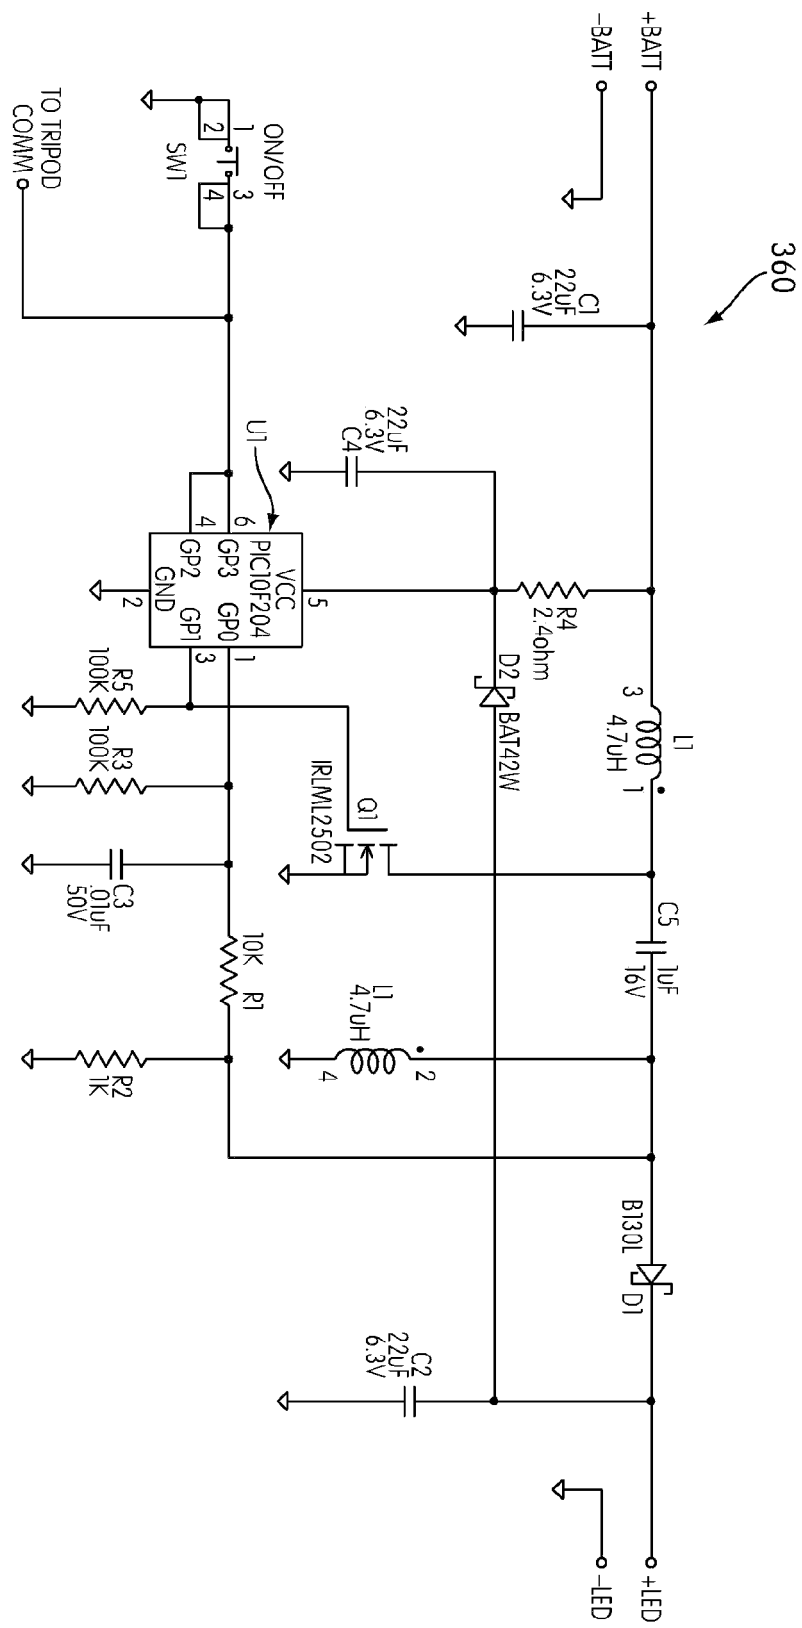 360
+BATT
-BATT
C1
22uF
6.3V
L1
3
4.7uH
1
C5
1uF
16V
B130L
D1
+LED
-LED
R4
2.4ohm
D2
BAT42W
22uF
6.3V
C4
Q1
IRLML2502
L1
4.7uH
2
4
C2
22uF
6.3V
ON/OFF
1
2
3
4
SW1
TO TRIPOD
COMM
U1
5
VCC
PIC10F204
6
GP3
GP0
1
4
GP2
GP1
3
GND
2
R5
100K
R3
100K
C3
.01uF
50V
10K
R1
R2
1K